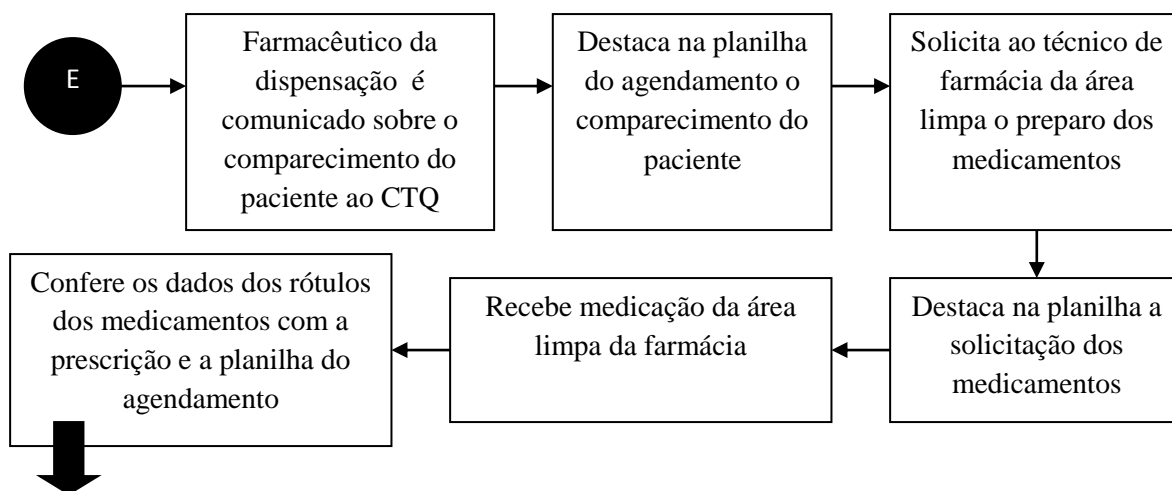 E
Farmacêutico da
dispensação é
comunicado sobre o
comparecimento do
paciente ao CTQ
Destaca na planilha
do agendamento o
comparecimento do
paciente
Solicita ao técnico de
farmácia da área
limpa o preparo dos
medicamentos
Destaca na planilha a
solicitação dos
medicamentos
Recebe medicação da área
limpa da farmácia
Confere os dados dos rótulos
dos medicamentos com a
prescrição e a planilha do
agendamento